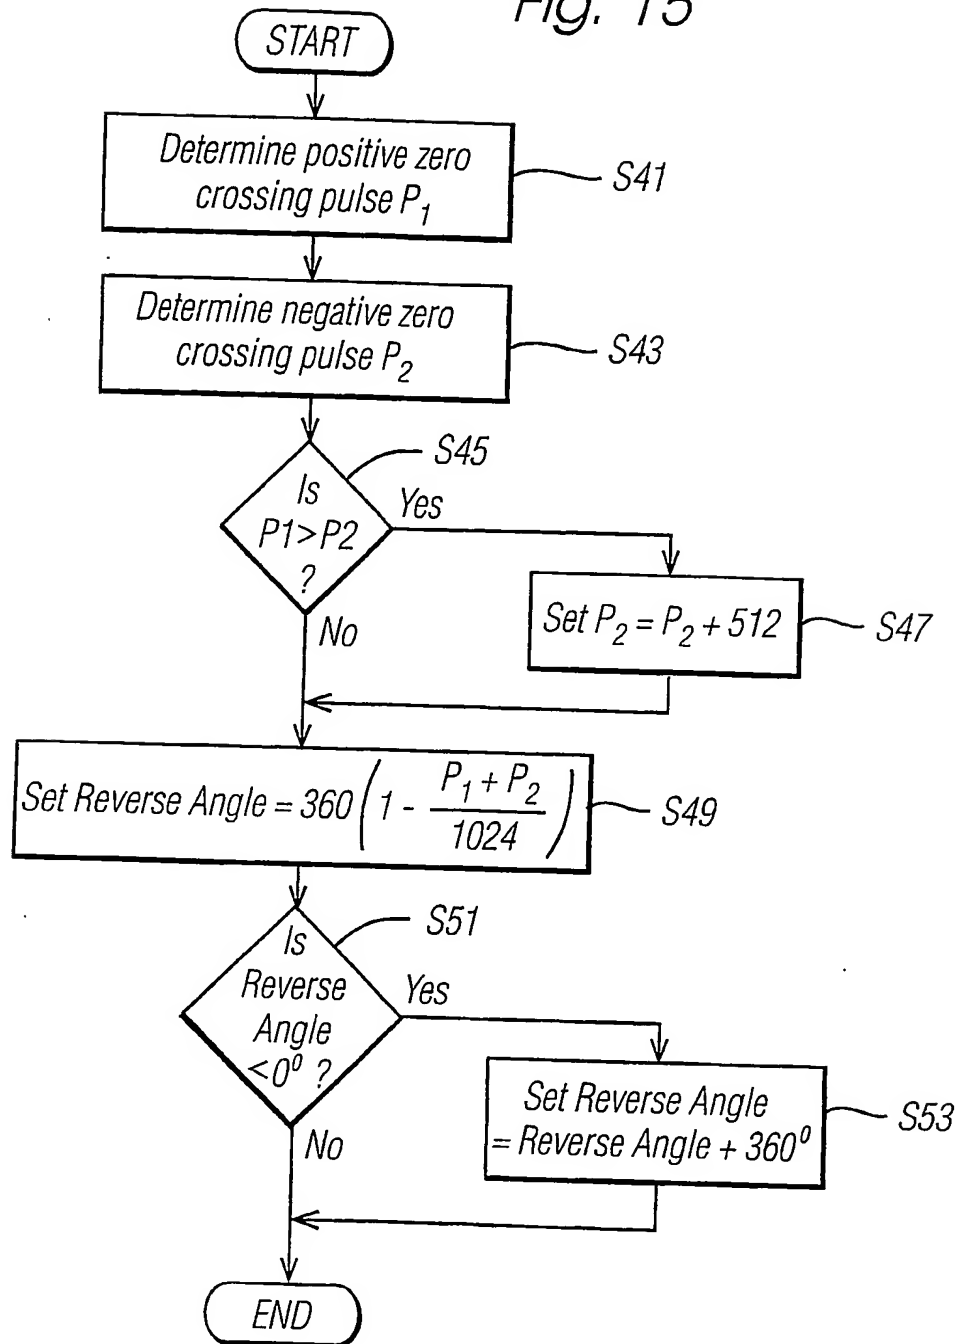 Fig. 15
START
Determine positive zero
crossing pulse P1
S41
Determine negative zero
crossing pulse P2
S43
S45
Is
P1>P2
?
Yes
No
Set P2 = P2 + 512
S47
Set Reverse Angle = 360 (1 - P1 + P2 / 1024)
S49
S51
Is
Reverse
Angle
<0⁰ ?
Yes
No
Set Reverse Angle
= Reverse Angle + 360⁰
S53
END